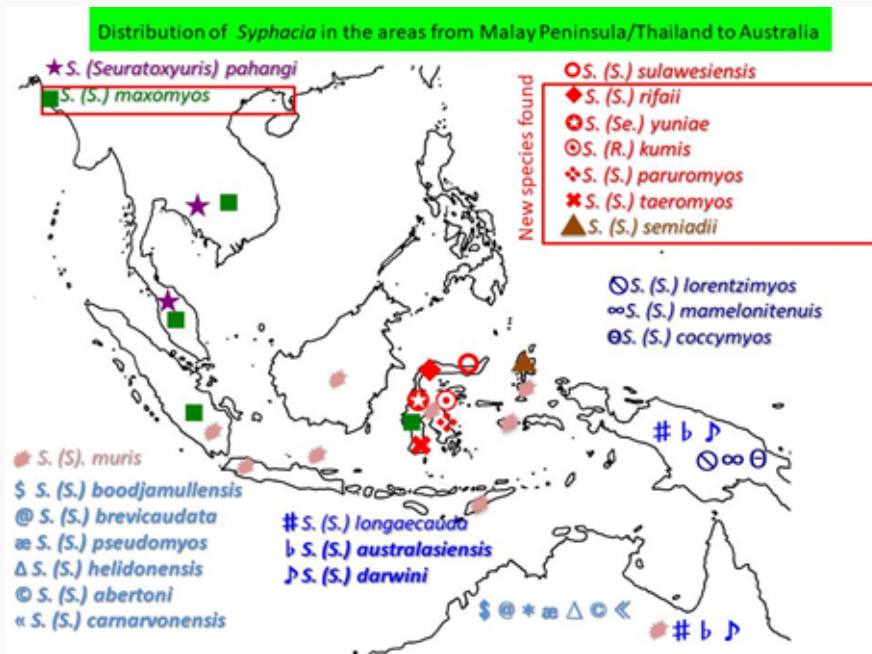 Distribution of Syphacia in the areas from Malay Peninsula/Thailand to Australia
★ S. (Seuratoxyuris) pahangi
■ S. (S.) maxomyos
S. (S.) sulawesiensis
◆ S. (S.) rifaii
✪ S. (Se.) yuniae
S. (R.) kumis
❖ S. (S.) paruromyos
✖ S. (S.) taeromyos
▲ S. (S.) semiadii
New species found
S. (S.) lorentzimyos
∞ S. (S.) mamelonitenuis
ϴ S. (S.) coccymyos
# ♭ ♪
∞ ϴ
S. (S). muris
$ S. (S.) boodjamullensis
@ S. (S.) brevicaudata
æ S. (S.) pseudomyos
Δ S. (S.) helidonensis
© S. (S.) abertoni
« S. (S.) carnarvonensis
# S. (S.) longaecauda
♭ S. (S.) australasiensis
♪ S. (S.) darwini
$ @ * æ Δ © «
# ♭ ♪